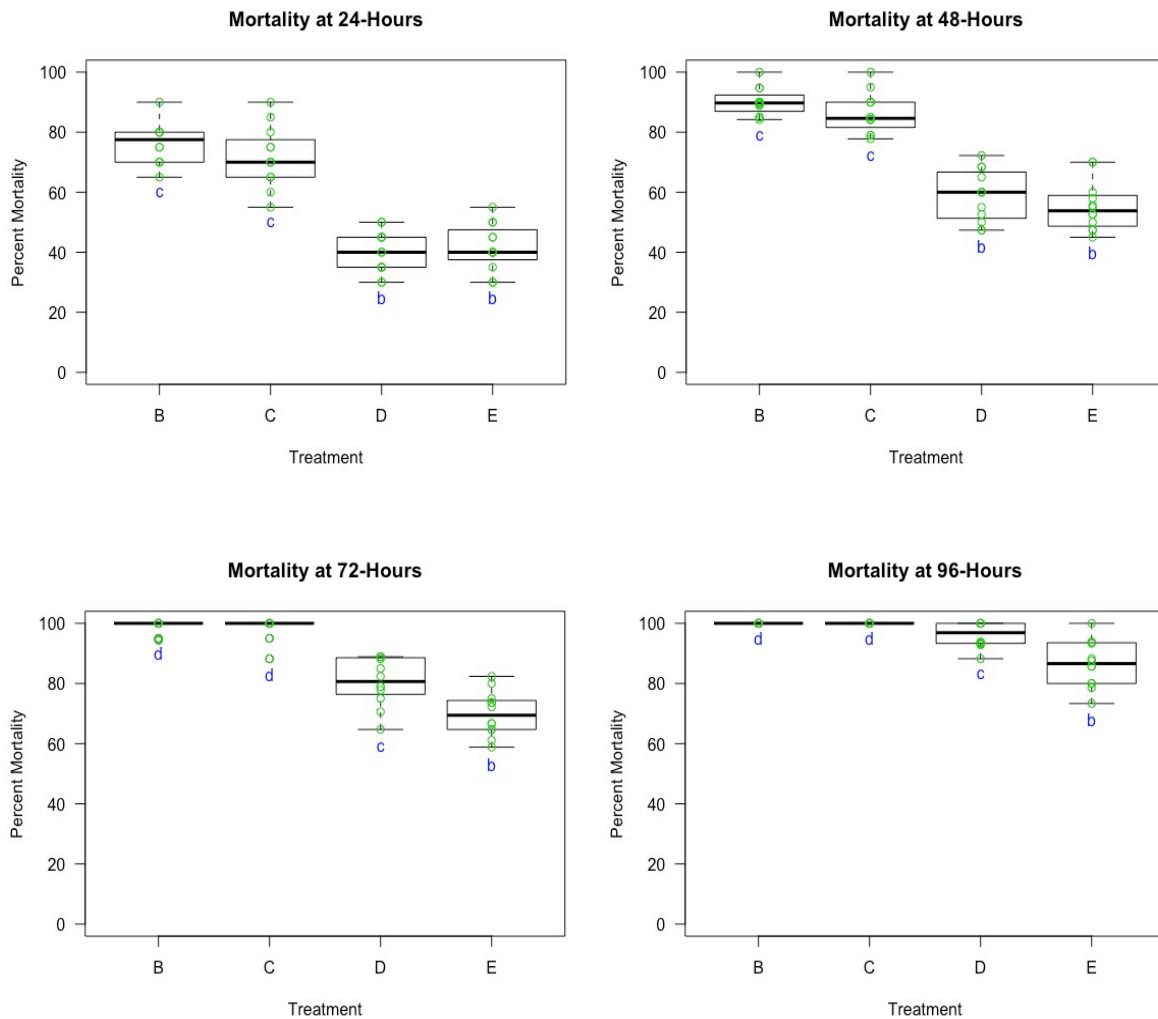 Mortality at 24-Hours
Percent Mortality
100
80
60
40
20
0
c
c
b
b
B C D E
Treatment
Mortality at 48-Hours
Percent Mortality
100
80
60
40
20
0
c
c
b
b
B C D E
Treatment
Mortality at 72-Hours
Percent Mortality
100
80
60
40
20
0
d
d
c
b
B C D E
Treatment
Mortality at 96-Hours
Percent Mortality
100
80
60
40
20
0
d
d
c
b
B C D E
Treatment